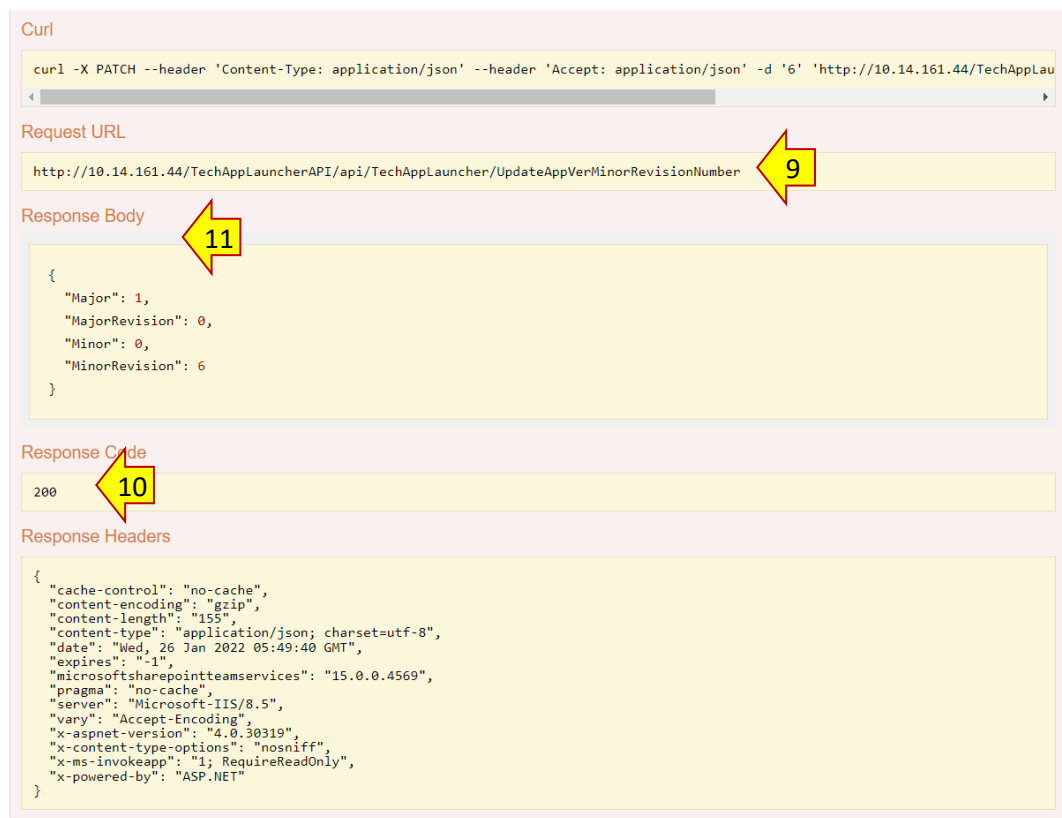 Curl
curl -X PATCH --header 'Content-Type: application/json' --header 'Accept: application/json' -d '6' 'http://10.14.161.44/TechAppLau
Request URL
http://10.14.161.44/TechAppLauncherAPI/api/TechAppLauncher/UpdateAppVerMinorRevisionNumber
9
Response Body
11
{
"Major": 1,
"MajorRevision": 0,
"Minor": 0,
"MinorRevision": 6
}
Response Code
200
10
Response Headers
{
"cache-control": "no-cache",
"content-encoding": "gzip",
"content-length": "155",
"content-type": "application/json; charset=utf-8",
"date": "Wed, 26 Jan 2022 05:49:40 GMT",
"expires": "-1",
"microsoftsharepointteamservices": "15.0.0.4569",
"pragma": "no-cache",
"server": "Microsoft-IIS/8.5",
"vary": "Accept-Encoding",
"x-aspnet-version": "4.0.30319",
"x-content-type-options": "nosniff",
"x-ms-invokeapp": "1; RequireReadOnly",
"x-powered-by": "ASP.NET"
}